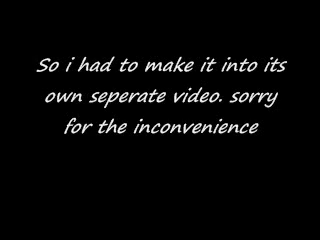 So i had to make it into its
own seperate video. sorry
for the inconvenience